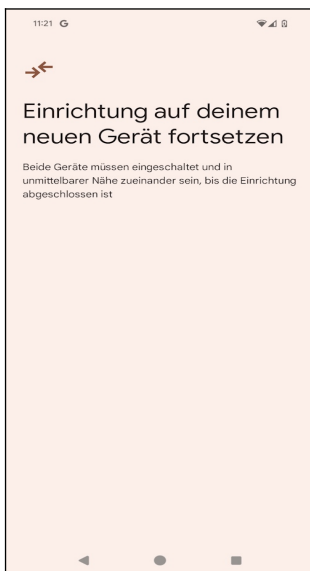 11:21 G
Einrichtung auf deinem
neuen Gerät fortsetzen
Beide Geräte müssen eingeschaltet und in
unmittelbarer Nähe zueinander sein, bis die Einrichtung
abgeschlossen ist